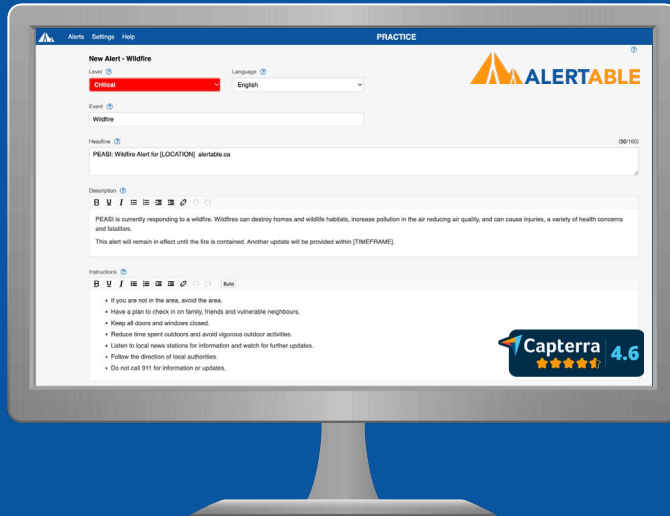 Alerts Settings Help PRACTICE
New Alert - Wildfire
ALERTABLE
Level ? Language ?
Critical English
Event ?
Wildfire
Headline ? (50/160)
PEASI: Wildfire Alert for [LOCATION] alertable.ca
Description ?
B U I
PEASI is currently responding to a wildfire. Wildfires can destroy homes and wildlife habitats, increase pollution in the air reducing air quality, and can cause injuries, a variety of health concerns
and fatalities.
This alert will remain in effect until the fire is contained. Another update will be provided within [TIMEFRAME].
Instructions ?
B U I Build
• If you are not in the area, avoid the area.
• Have a plan to check in on family, friends and vulnerable neighbours.
• Keep all doors and windows closed.
• Reduce time spent outdoors and avoid vigorous outdoor activities.
• Listen to local news stations for information and watch for further updates.
• Follow the direction of local authorities.
• Do not call 911 for information or updates.
Capterra 4.6